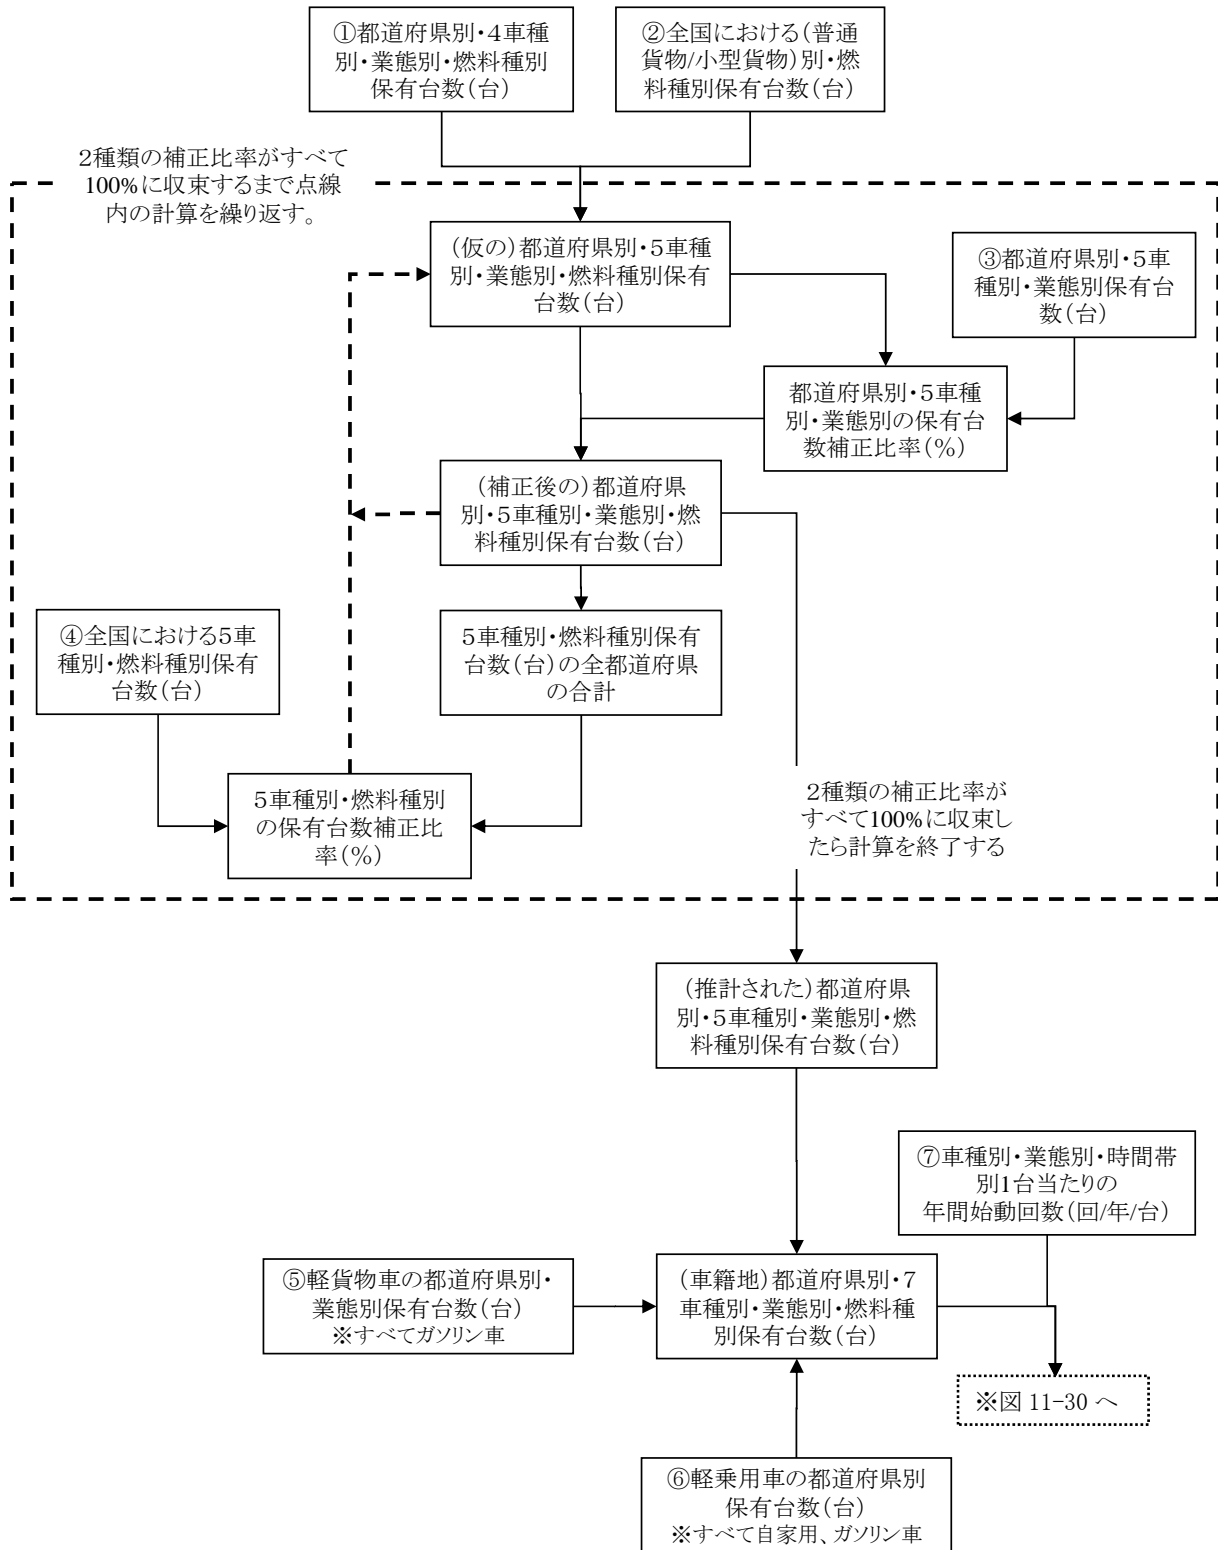 ①都道府県別・4車種
別・業態別・燃料種別
保有台数(台)
②全国における(普通
貨物/小型貨物)別・燃
料種別保有台数(台)
2種類の補正比率がすべて
100%に収束するまで点線
内の計算を繰り返す。
(仮の)都道府県別・5車種
別・業態別・燃料種別保有
台数(台)
③都道府県別・5車
種別・業態別保有台
数(台)
都道府県別・5車種
別・業態別の保有台
数補正比率(%)
(補正後の)都道府県
別・5車種別・業態別・燃
料種別保有台数(台)
④全国における5車
種別・燃料種別保有
台数(台)
5車種別・燃料種別保有
台数(台)の全都道府県
の合計
5車種別・燃料種別
の保有台数補正比
率(%)
2種類の補正比率が
すべて100%に収束し
たら計算を終了する
(推計された)都道府県
別・5車種別・業態別・燃
料種別保有台数(台)
⑦車種別・業態別・時間帯
別1台当たりの
年間始動回数(回/年/台)
⑤軽貨物車の都道府県別・
業態別保有台数(台)
※すべてガソリン車
(車籍地)都道府県別・7
車種別・業態別・燃料種
別保有台数(台)
※図 11-30 へ
⑥軽乗用車の都道府県別
保有台数(台)
※すべて自家用、ガソリン車